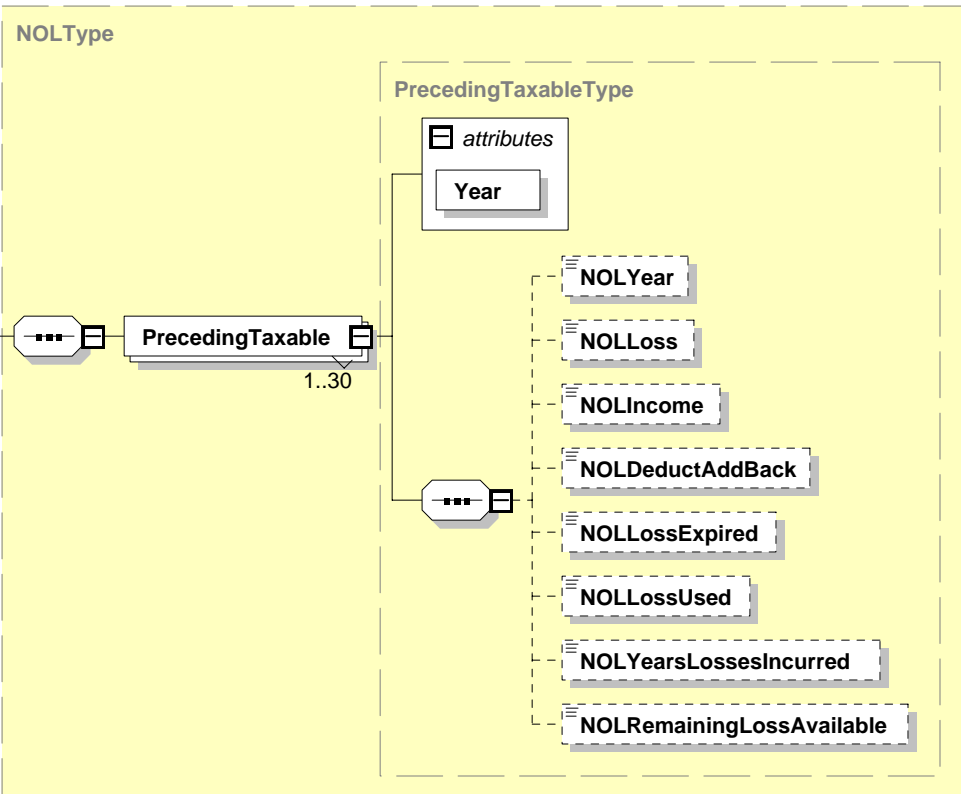 NOLType
PrecedingTaxableType
attributes
Year
NOLYear
NOLLoss
PrecedingTaxable
1..30
NOLIncome
NOLDeductAddBack
NOLLossExpired
NOLLossUsed
NOLYearsLossesIncurred
NOLRemainingLossAvailable